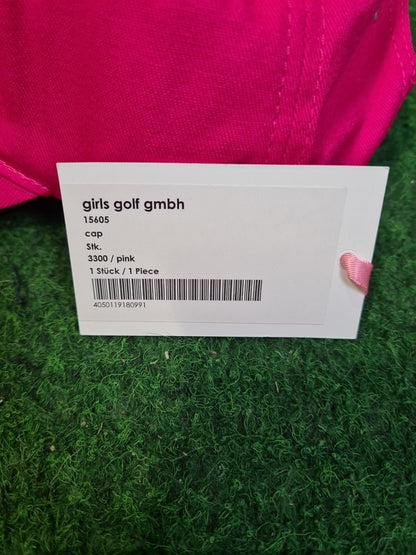 girls golf gmbh
15605
cap
Stk.
3300 / pink
1 Stück / 1 Piece
4050119180991